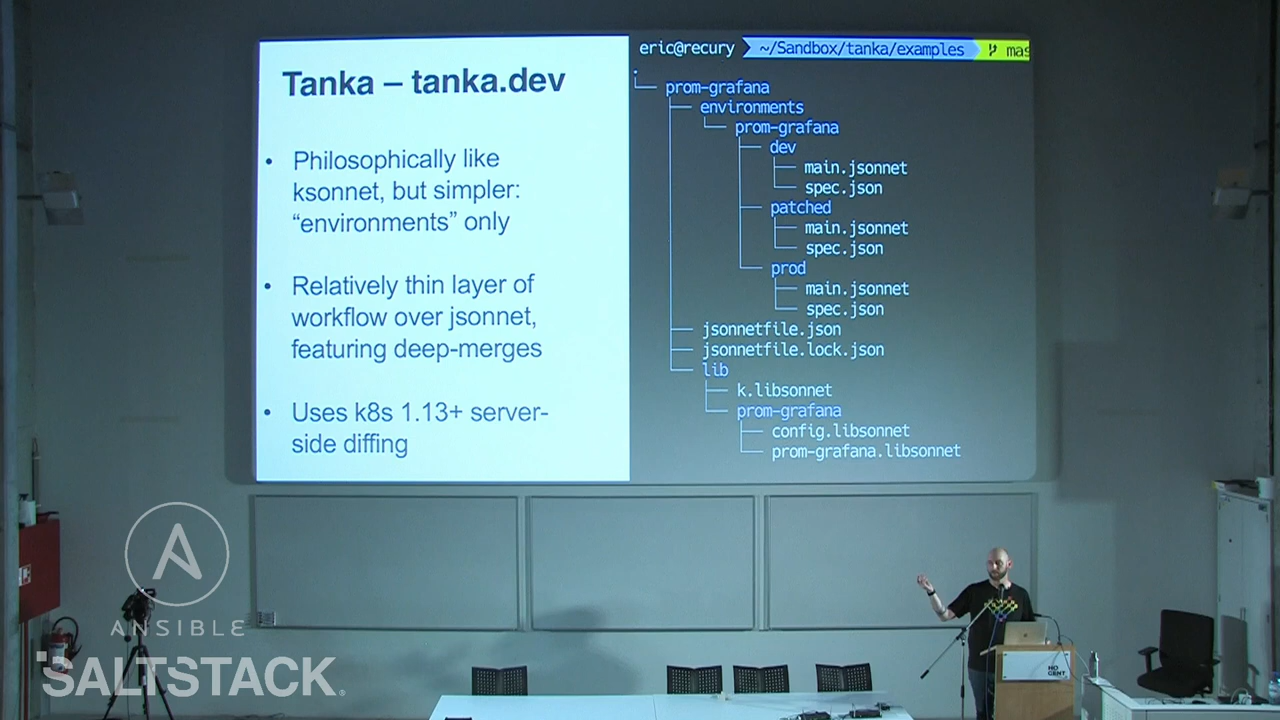 Tanka – tanka.dev
• Philosophically like
ksonnet, but simpler:
“environments” only
• Relatively thin layer of
workflow over jsonnet,
featuring deep-merges
• Uses k8s 1.13+ server-
side diffing
eric@recury ~/Sandbox/tanka/examples mas
.
prom-grafana
environments
prom-grafana
dev
main.jsonnet
spec.json
patched
main.jsonnet
spec.json
prod
main.jsonnet
spec.json
jsonnetfile.json
jsonnetfile.lock.json
lib
k.libsonnet
prom-grafana
config.libsonnet
prom-grafana.libsonnet
ANSIBLE
SALTSTACK
HO
GENT